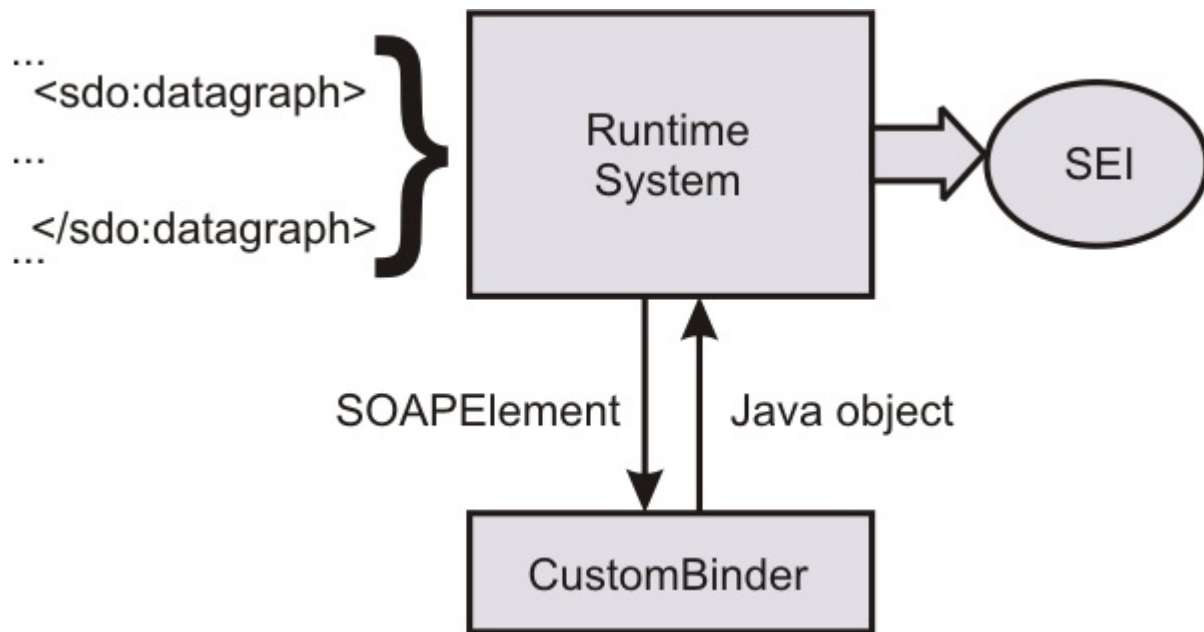 ...
<sdo:datagraph>
...
</sdo:datagraph>
...
Runtime
System
SEI
SOAPElement
Java object
CustomBinder